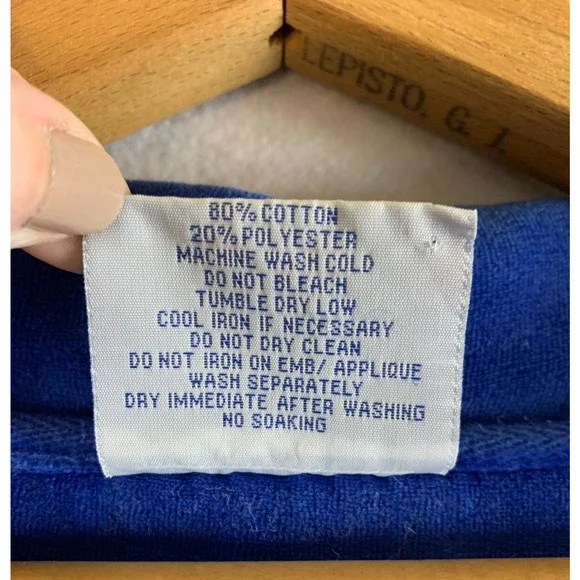 LEPISTO, G. J.
80% COTTON
20% POLYESTER
MACHINE WASH COLD
DO NOT BLEACH
TUMBLE DRY LOW
COOL IRON IF NECESSARY
DO NOT DRY CLEAN
DO NOT IRON ON EMB/ APPLIQUE
WASH SEPARATELY
DRY IMMEDIATE AFTER WASHING
NO SOAKING